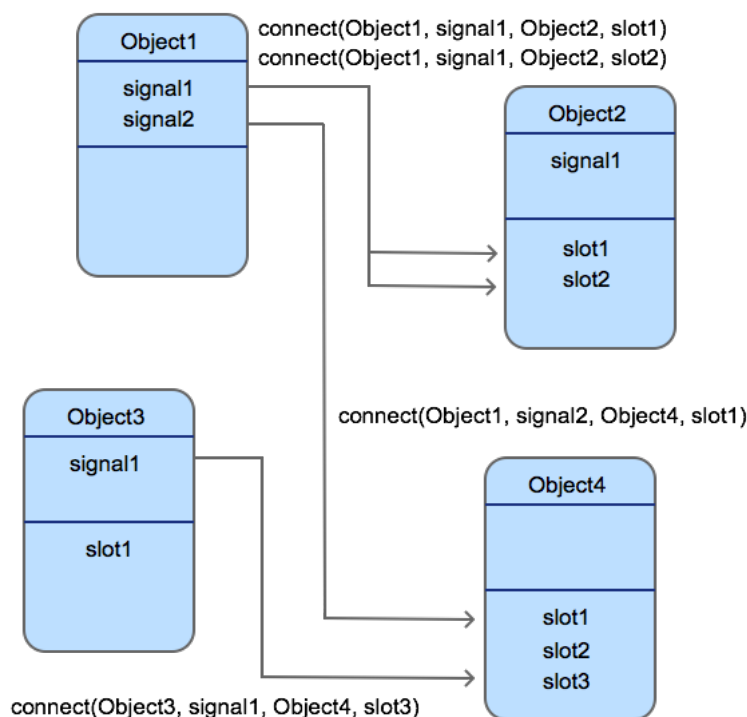 Object1
signal1
signal2
connect(Object1, signal1, Object2, slot1)
connect(Object1, signal1, Object2, slot2)
Object2
signal1
slot1
slot2
Object3
signal1
slot1
connect(Object1, signal2, Object4, slot1)
Object4
slot1
slot2
slot3
connect(Object3, signal1, Object4, slot3)